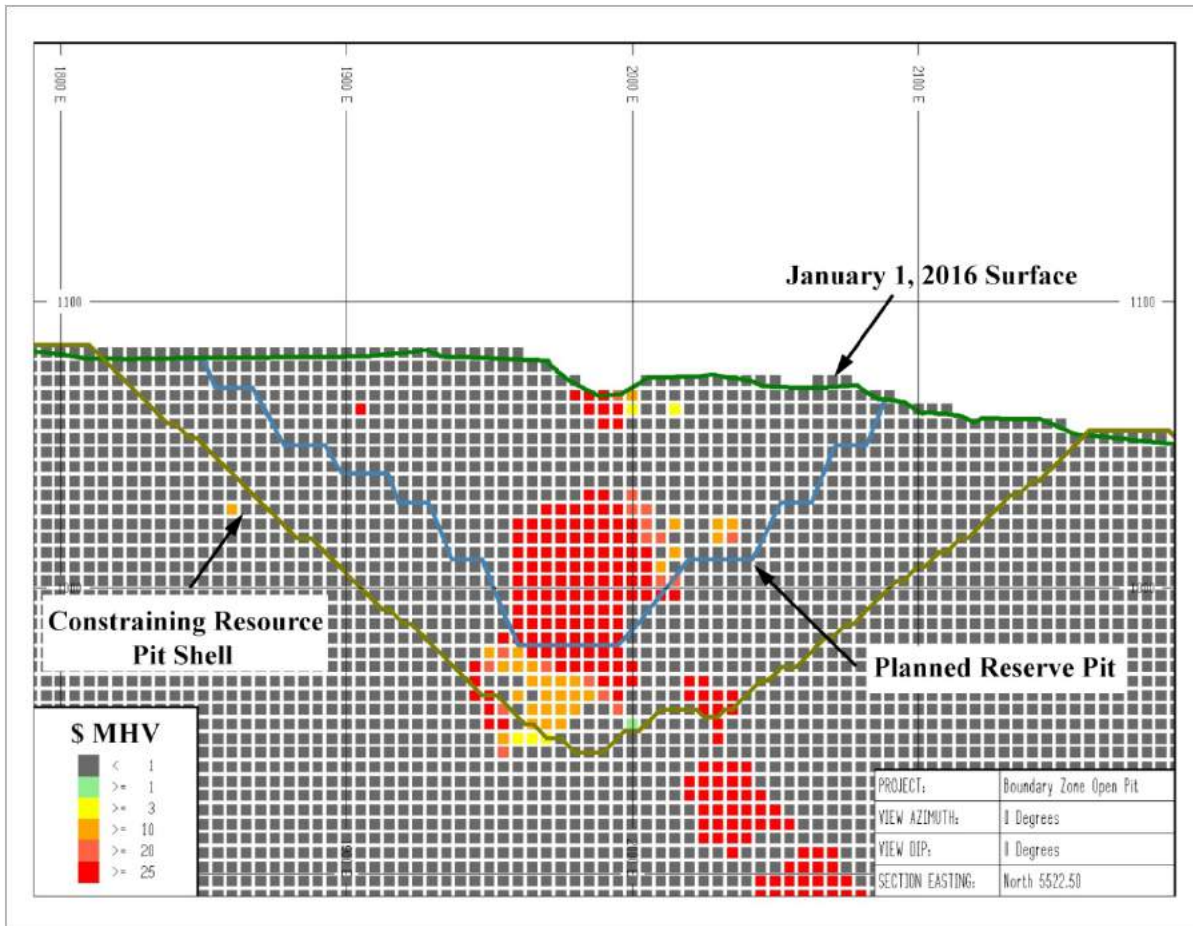 1800 E
1900 E
2000 E
2100 E
January 1, 2016 Surface
1100
1100
Constraining Resource
Pit Shell
Planned Reserve Pit
$ MHV
< 1
>= 1
>= 3
>= 10
>= 20
>= 25
PROJECT: Boundary Zone Open Pit
VIEW AZIMUTH: 0 Degrees
VIEW DIP: 0 Degrees
SECTION EASTING: North 5522.50